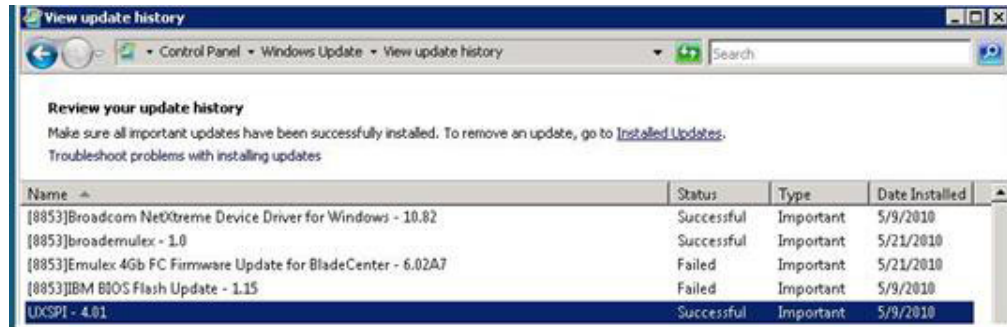 View update history
Control Panel ▾ Windows Update ▾ View update history
Search
Review your update history
Make sure all important updates have been successfully installed. To remove an update, go to Installed Updates.
Troubleshoot problems with installing updates
Name Status Type Date Installed
[8853]Broadcom NetXtreme Device Driver for Windows - 10.82 Successful Important 5/9/2010
[8853]broademulex - 1.0 Successful Important 5/21/2010
[8853]Emulex 4Gb FC Firmware Update for BladeCenter - 6.02A7 Failed Important 5/21/2010
[8853]IBM BIOS Flash Update - 1.15 Failed Important 5/9/2010
UXSPI - 4.01 Successful Important 5/9/2010